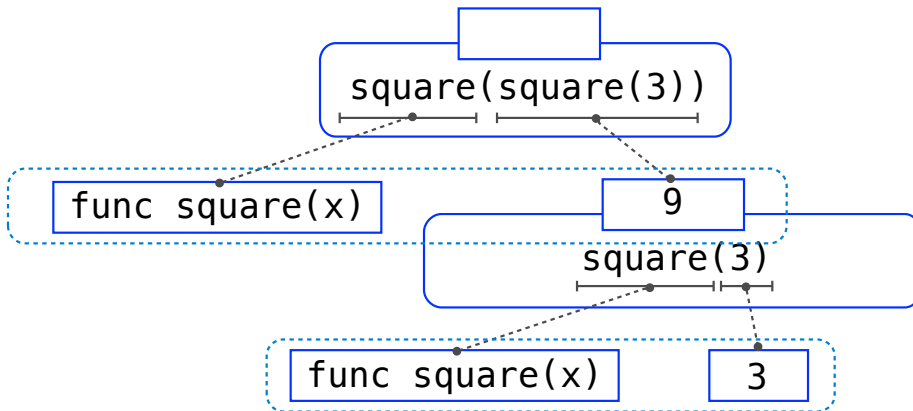 square(square(3))
func square(x)
9
square(3)
func square(x)
3